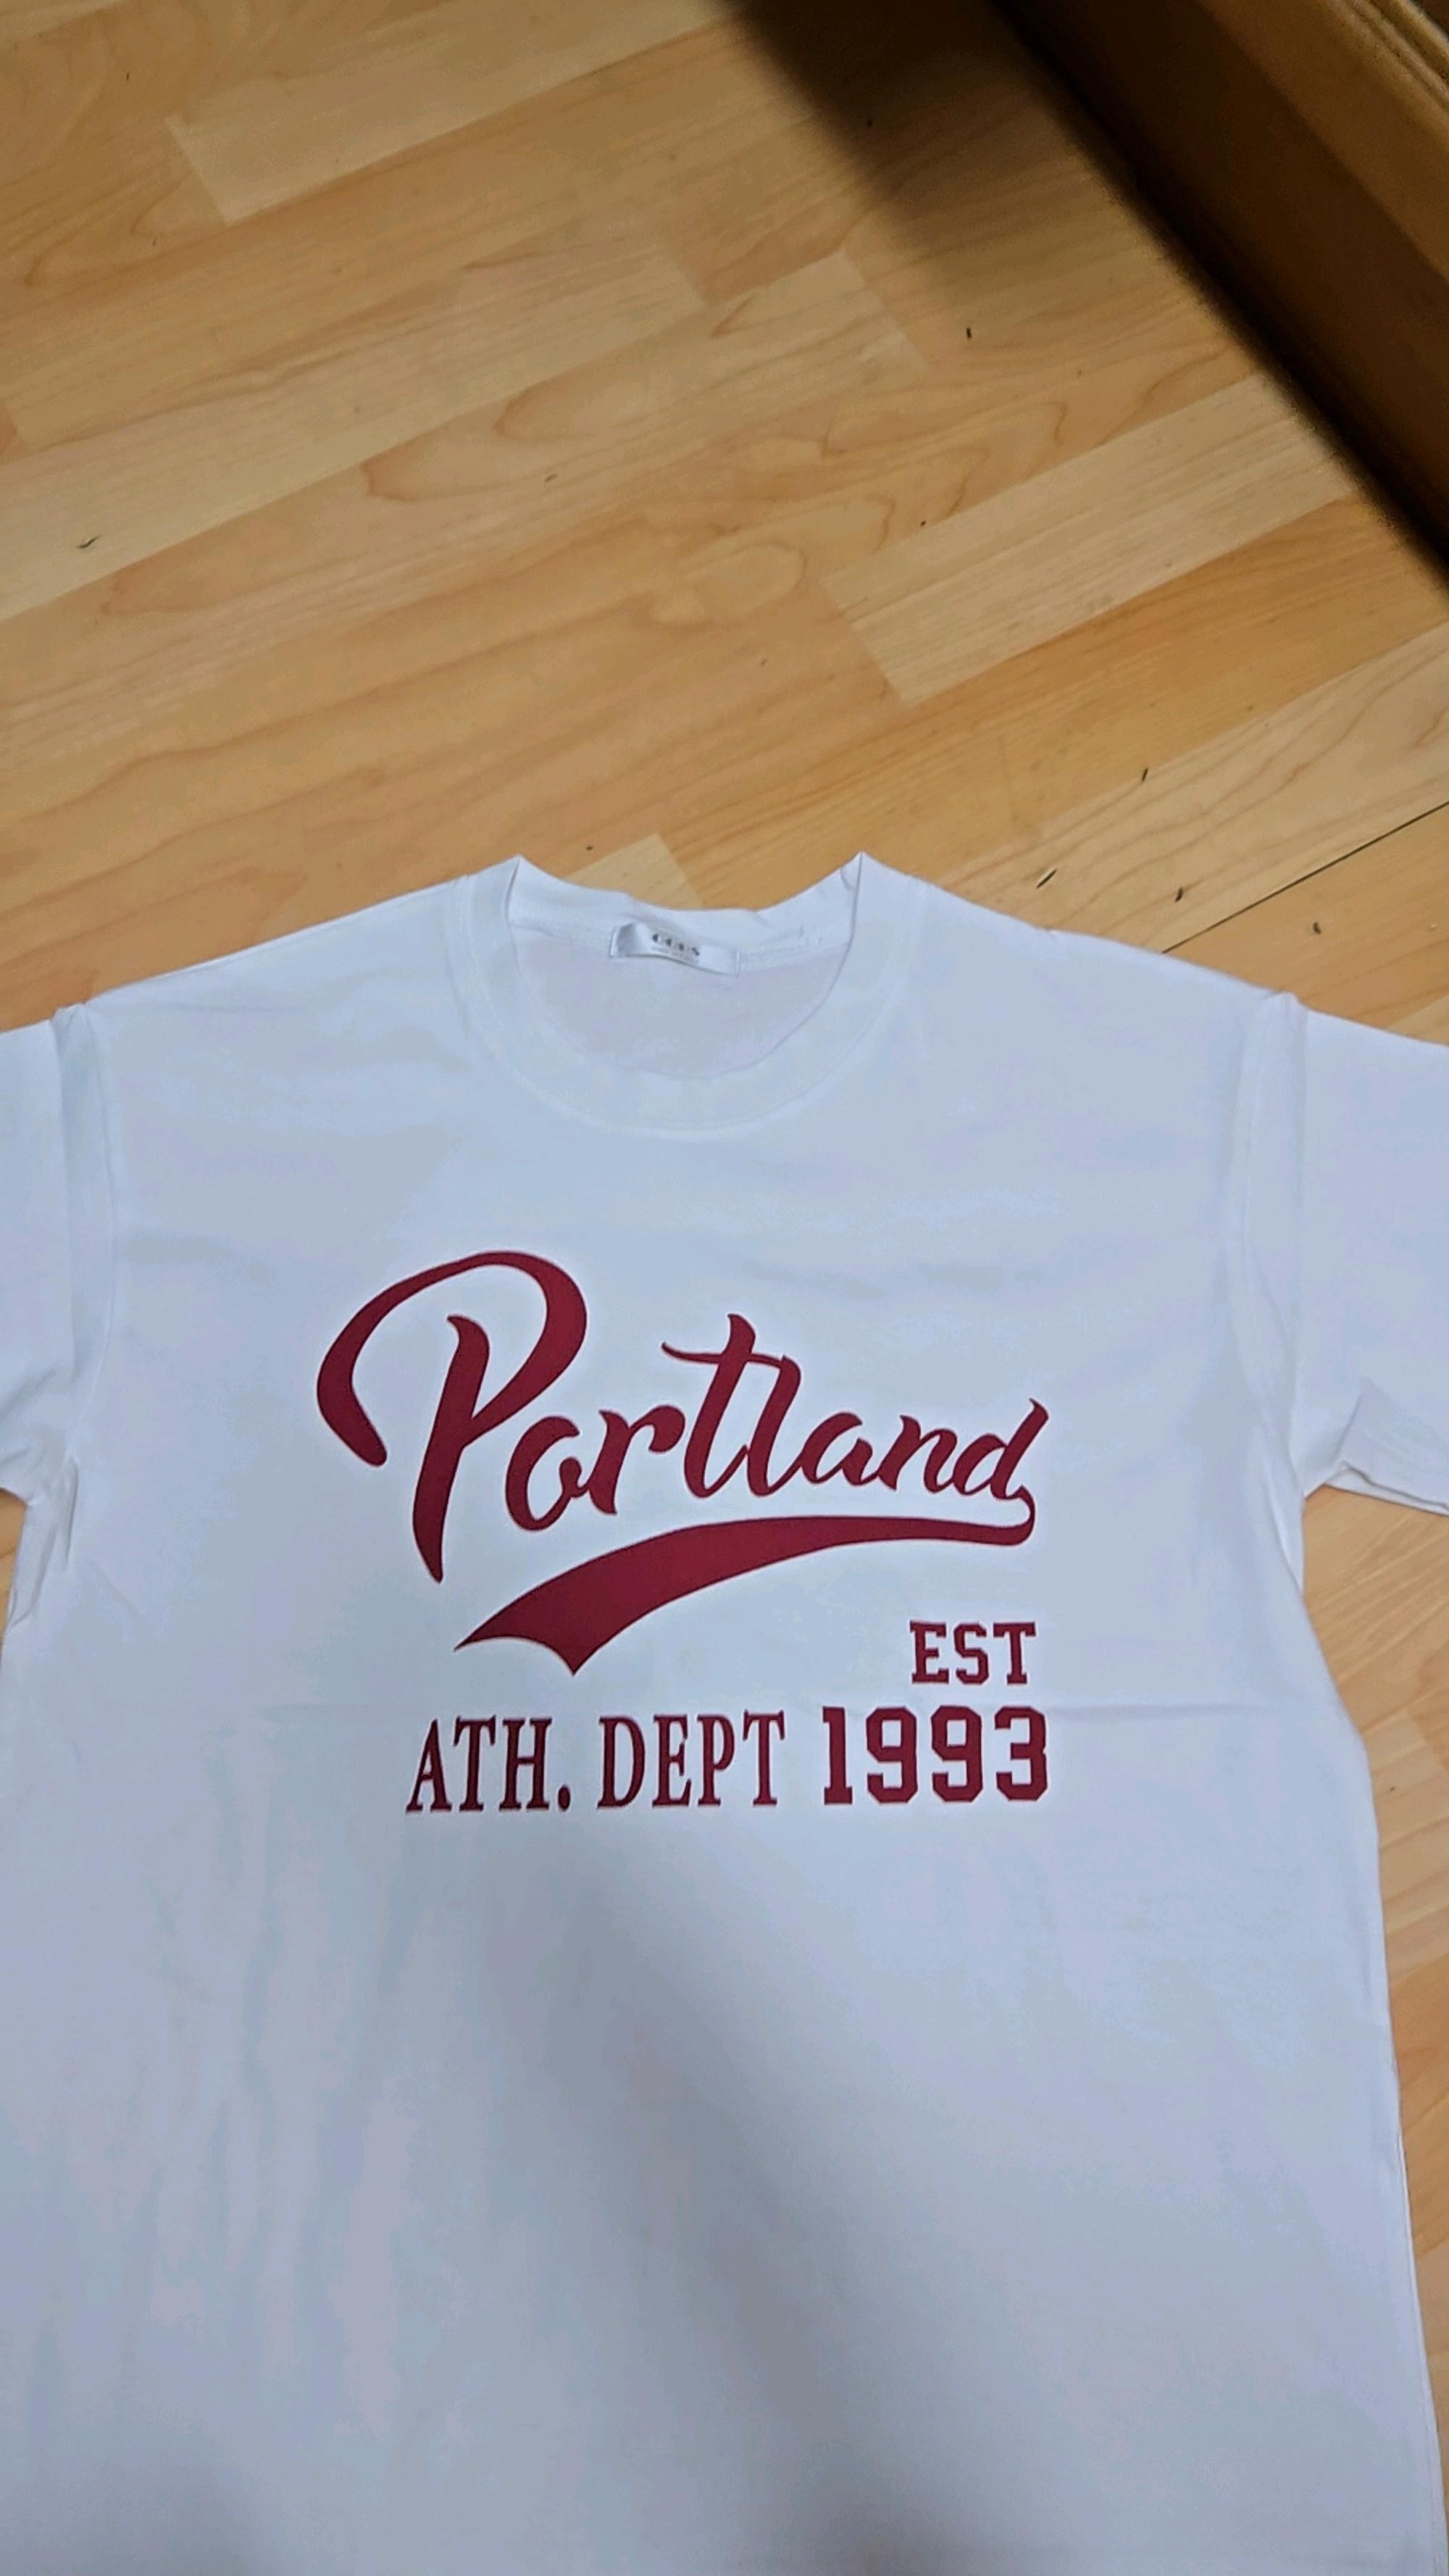 Portland
EST
ATH. DEPT 1993